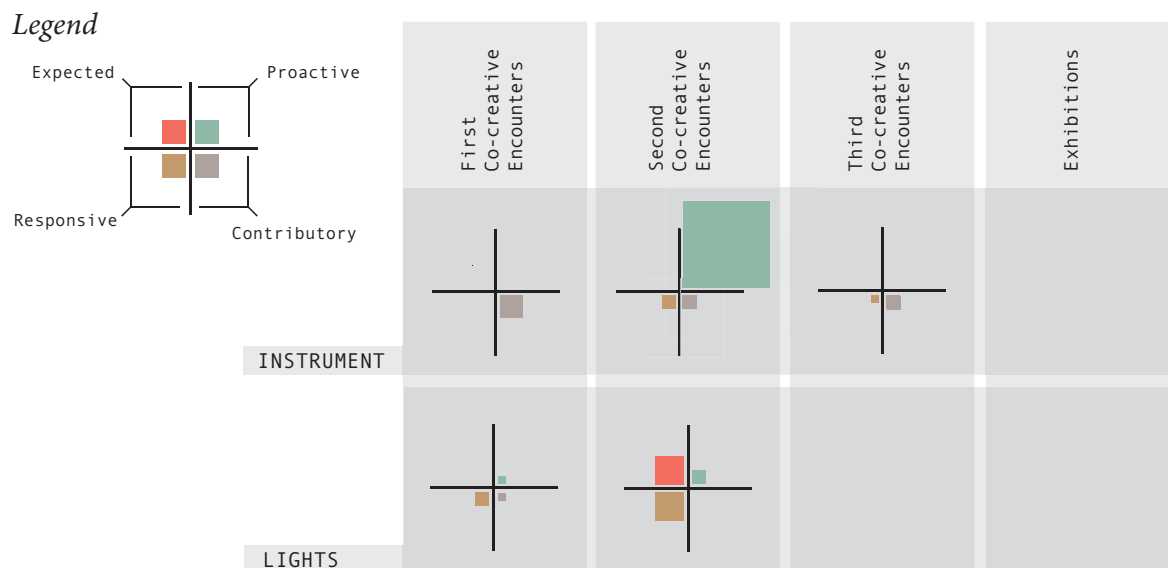 Legend
Expected
Proactive
Responsive
Contributory
First
Co-creative
Encounters
Second
Co-creative
Encounters
Third
Co-creative
Encounters
Exhibitions
INSTRUMENT
LIGHTS